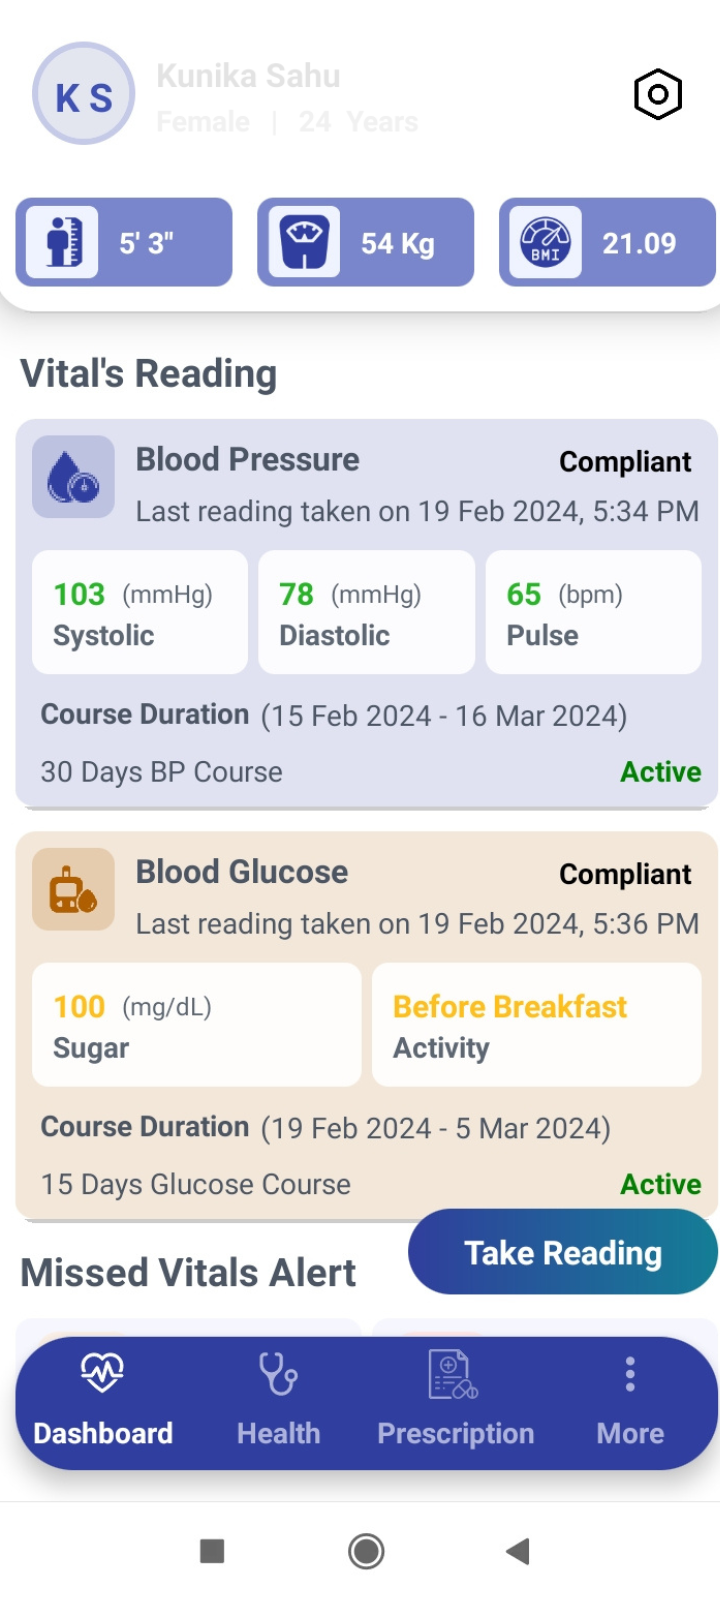 K S
Kunika Sahu
Female | 24 Years
5' 3"
54 Kg
BMI
21.09
Vital's Reading
Blood Pressure
Compliant
Last reading taken on 19 Feb 2024, 5:34 PM
103 (mmHg)
Systolic
78 (mmHg)
Diastolic
65 (bpm)
Pulse
Course Duration (15 Feb 2024 - 16 Mar 2024)
30 Days BP Course
Active
Blood Glucose
Compliant
Last reading taken on 19 Feb 2024, 5:36 PM
100 (mg/dL)
Sugar
Before Breakfast
Activity
Course Duration (19 Feb 2024 - 5 Mar 2024)
15 Days Glucose Course
Active
Missed Vitals Alert
Take Reading
Dashboard
Health
Prescription
More